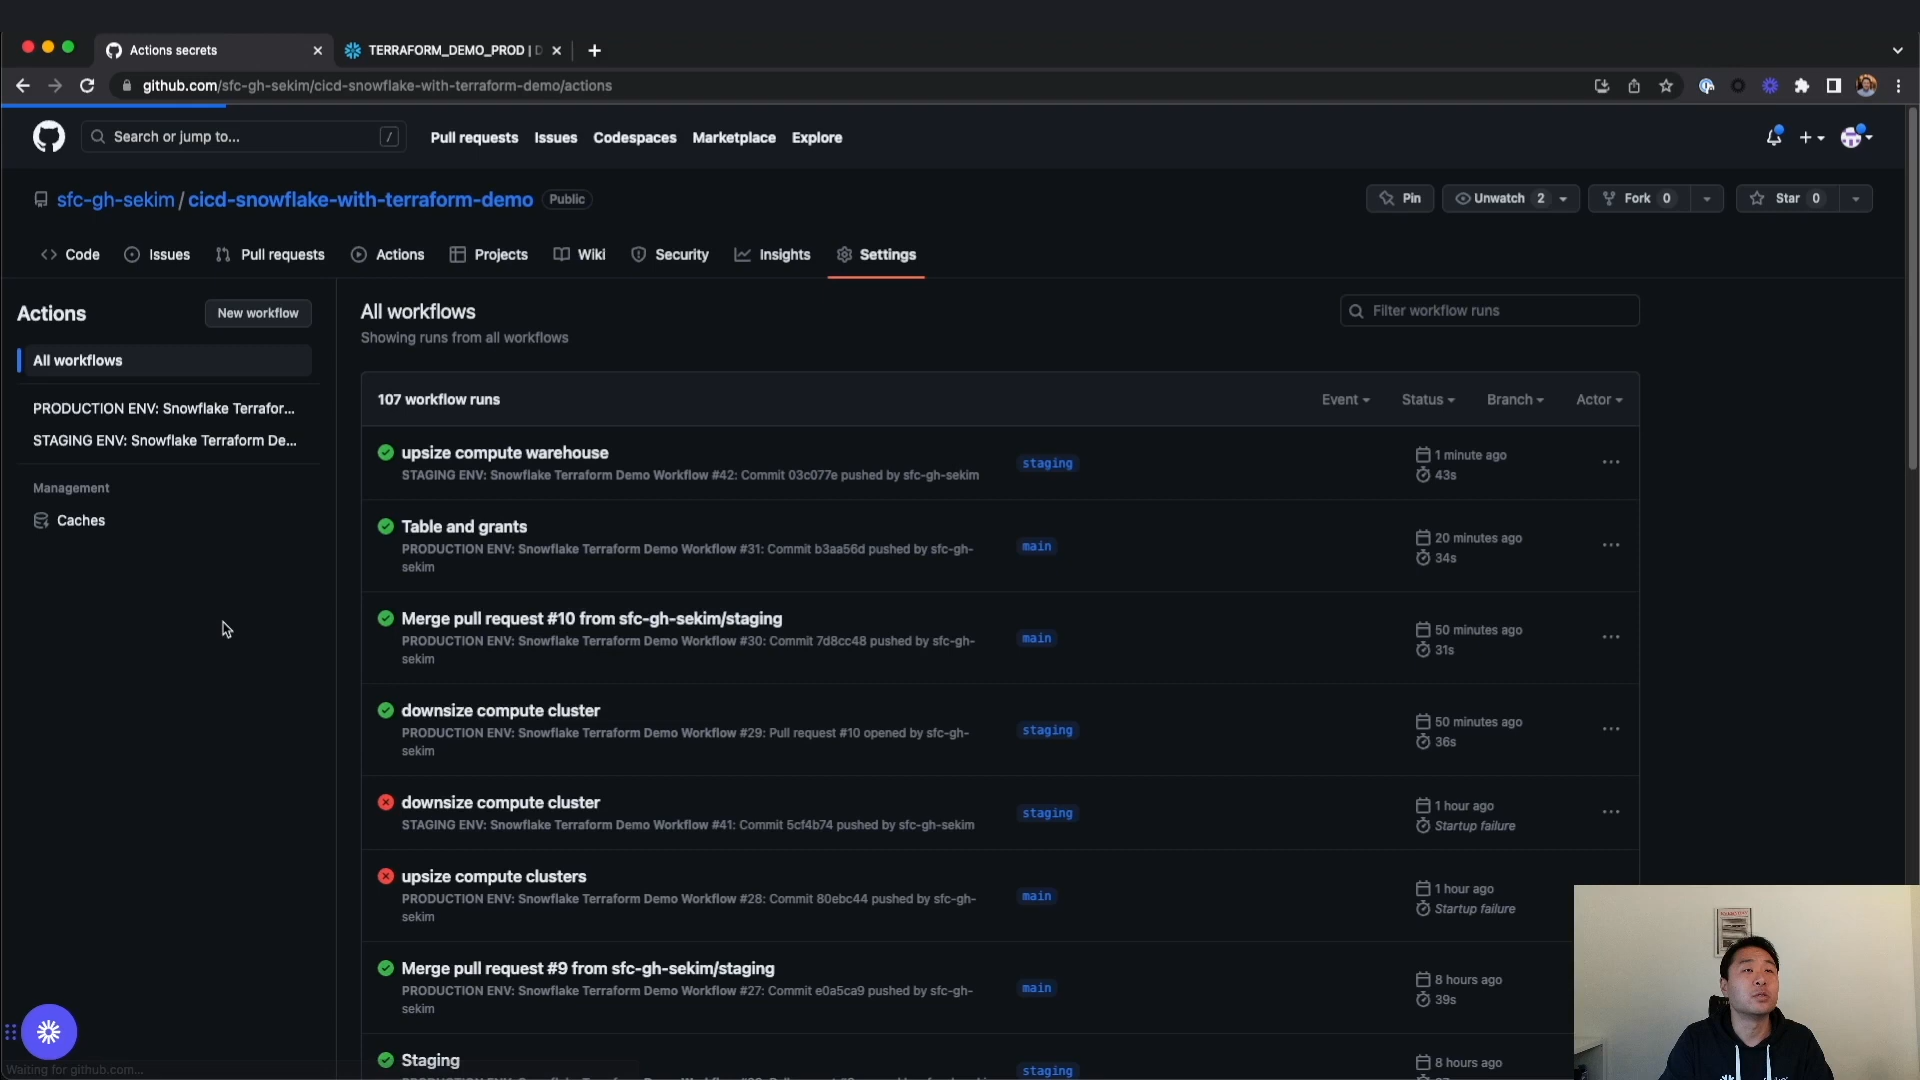 Actions secrets
TERRAFORM_DEMO_PROD | D
github.com/sfc-gh-sekim/cicd-snowflake-with-terraform-demo/actions
Search or jump to...
/
Pull requests
Issues
Codespaces
Marketplace
Explore
sfc-gh-sekim / cicd-snowflake-with-terraform-demo Public
Pin
Unwatch 2
Fork 0
Star 0
Code
Issues
Pull requests
Actions
Projects
Wiki
Security
Insights
Settings
Actions
New workflow
All workflows
PRODUCTION ENV: Snowflake Terrafor...
STAGING ENV: Snowflake Terraform De...
Management
Caches
All workflows
Showing runs from all workflows
Filter workflow runs
107 workflow runs
Event
Status
Branch
Actor
upsize compute warehouse
STAGING ENV: Snowflake Terraform Demo Workflow #42: Commit 03c077e pushed by sfc-gh-sekim
staging
1 minute ago
43s
Table and grants
PRODUCTION ENV: Snowflake Terraform Demo Workflow #31: Commit b3aa56d pushed by sfc-gh-
sekim
main
20 minutes ago
34s
Merge pull request #10 from sfc-gh-sekim/staging
PRODUCTION ENV: Snowflake Terraform Demo Workflow #30: Commit 7d8cc48 pushed by sfc-gh-
sekim
main
50 minutes ago
31s
downsize compute cluster
PRODUCTION ENV: Snowflake Terraform Demo Workflow #29: Pull request #10 opened by sfc-gh-
sekim
staging
50 minutes ago
36s
downsize compute cluster
STAGING ENV: Snowflake Terraform Demo Workflow #41: Commit 5cf4b74 pushed by sfc-gh-sekim
staging
1 hour ago
Startup failure
upsize compute clusters
PRODUCTION ENV: Snowflake Terraform Demo Workflow #28: Commit 80ebc44 pushed by sfc-gh-
sekim
main
1 hour ago
Startup failure
Merge pull request #9 from sfc-gh-sekim/staging
PRODUCTION ENV: Snowflake Terraform Demo Workflow #27: Commit e0a5ca9 pushed by sfc-gh-
sekim
main
8 hours ago
39s
Staging
staging
8 hours ago
Waiting for github.com...